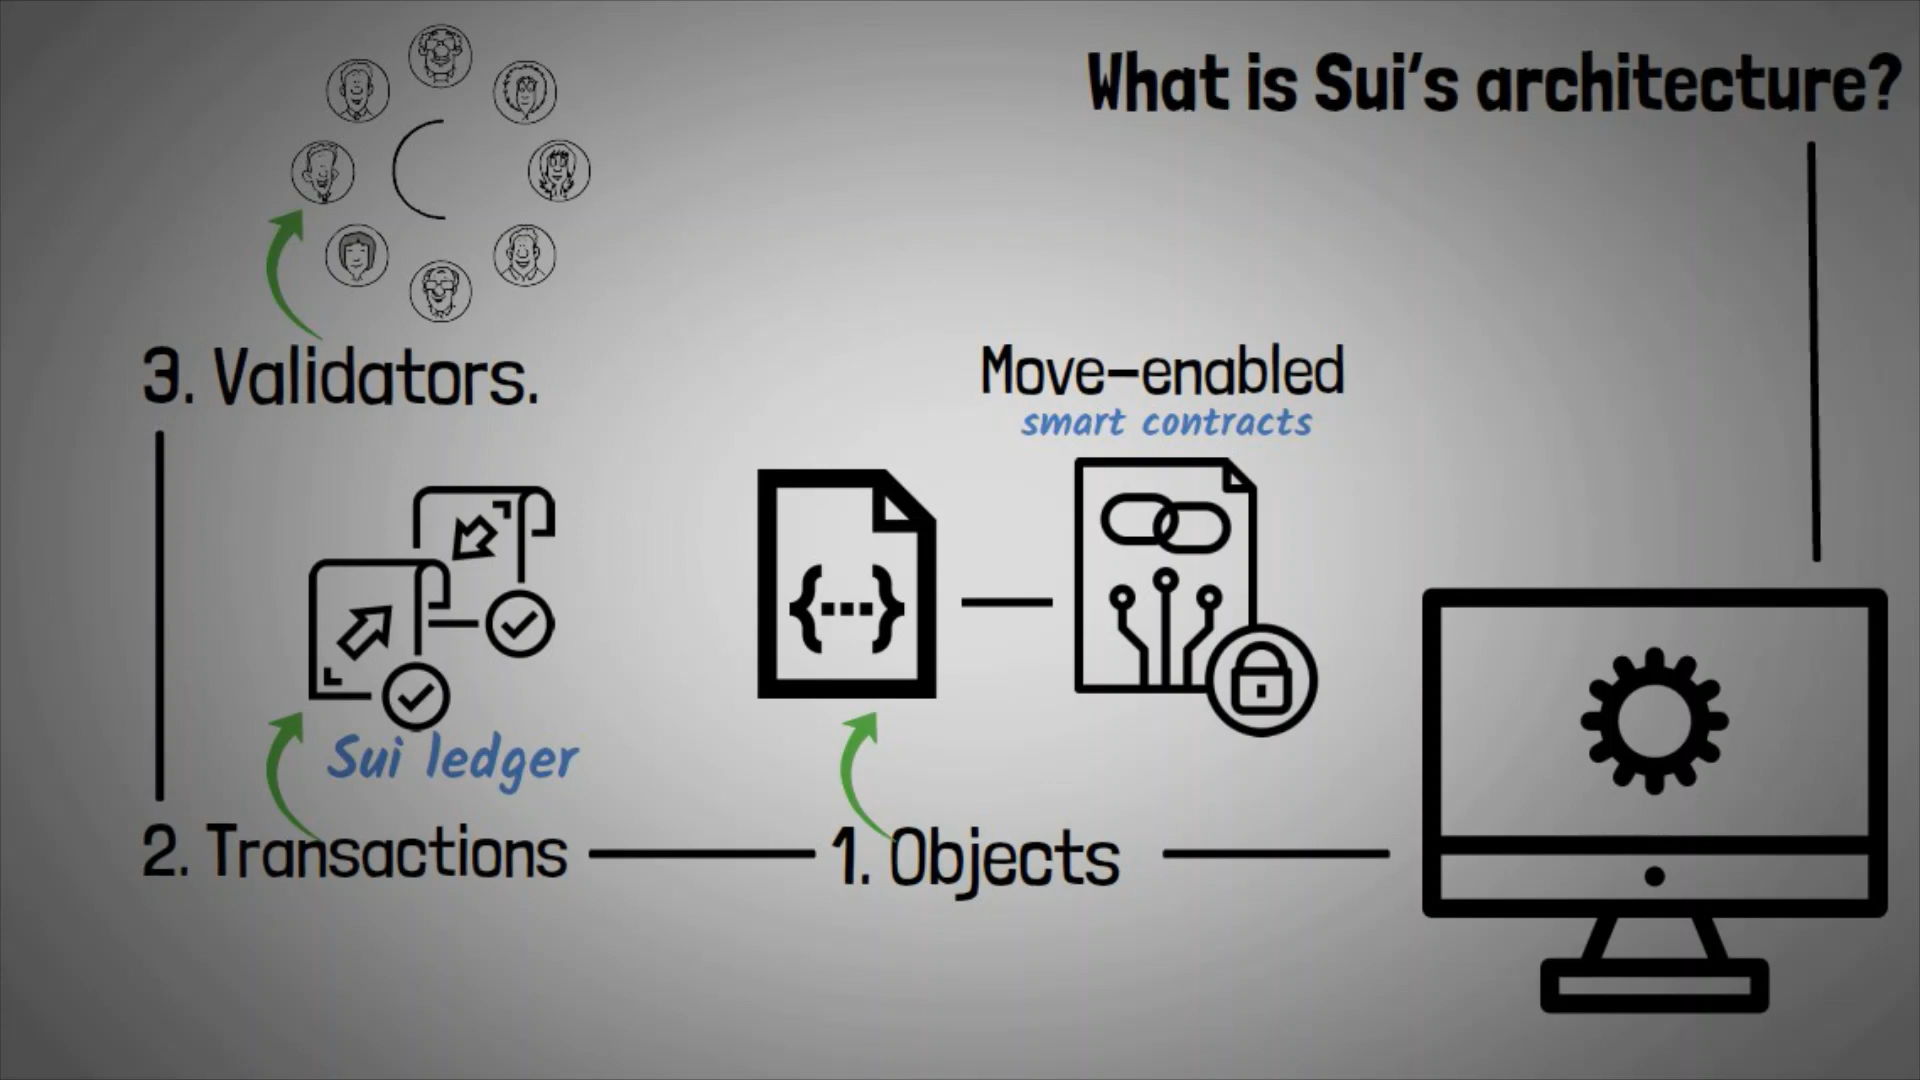 What is Sui's architecture?
3. Validators.
Move-enabled
smart contracts
{...}
Sui ledger
2. Transactions
1. Objects